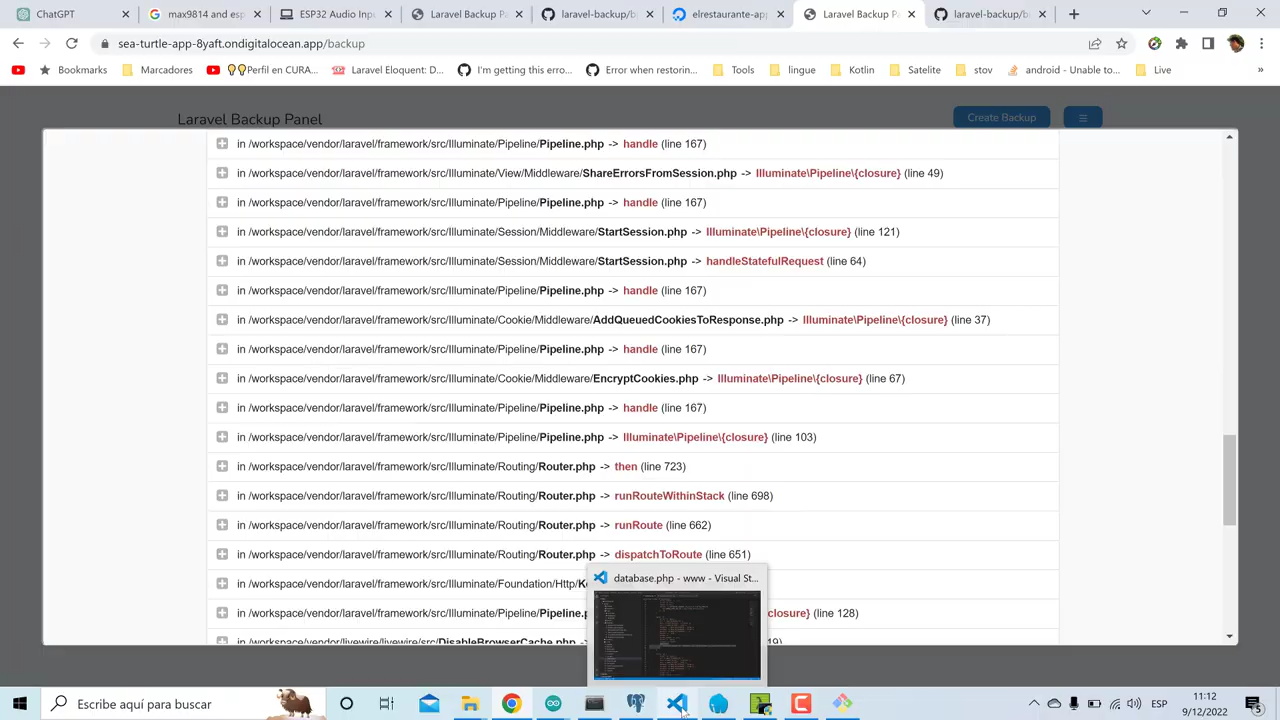 ChatGPT
max9814 and esp
ESP32 Audio Inpu
Laravel Backup P
laravel-backup/b
elrestaurante-ap
Laravel Backup Pa
laravel-backup/b
sea-turtle-app-8yaft.ondigitalocean.app/backup
Bookmarks
Marcadores
Perfil en CURA...
Laravel Eloquent: D...
I'm getting this erro...
Error when restorin...
Tools
lingue
Kotlin
Satelite
stov
android - Unable to...
Live
»
Laravel Backup Panel
Create Backup
in /workspace/vendor/laravel/framework/src/Illuminate/Pipeline/Pipeline.php -> handle (line 167)
in /workspace/vendor/laravel/framework/src/Illuminate/View/Middleware/ShareErrorsFromSession.php -> Illuminate\Pipeline\{closure} (line 49)
in /workspace/vendor/laravel/framework/src/Illuminate/Pipeline/Pipeline.php -> handle (line 167)
in /workspace/vendor/laravel/framework/src/Illuminate/Session/Middleware/StartSession.php -> Illuminate\Pipeline\{closure} (line 121)
in /workspace/vendor/laravel/framework/src/Illuminate/Session/Middleware/StartSession.php -> handleStatefulRequest (line 64)
in /workspace/vendor/laravel/framework/src/Illuminate/Pipeline/Pipeline.php -> handle (line 167)
in /workspace/vendor/laravel/framework/src/Illuminate/Cookie/Middleware/AddQueuedCookiesToResponse.php -> Illuminate\Pipeline\{closure} (line 37)
in /workspace/vendor/laravel/framework/src/Illuminate/Pipeline/Pipeline.php -> handle (line 167)
in /workspace/vendor/laravel/framework/src/Illuminate/Cookie/Middleware/EncryptCookies.php -> Illuminate\Pipeline\{closure} (line 67)
in /workspace/vendor/laravel/framework/src/Illuminate/Pipeline/Pipeline.php -> handle (line 167)
in /workspace/vendor/laravel/framework/src/Illuminate/Pipeline/Pipeline.php -> Illuminate\Pipeline\{closure} (line 103)
in /workspace/vendor/laravel/framework/src/Illuminate/Routing/Router.php -> then (line 723)
in /workspace/vendor/laravel/framework/src/Illuminate/Routing/Router.php -> runRouteWithinStack (line 698)
in /workspace/vendor/laravel/framework/src/Illuminate/Routing/Router.php -> runRoute (line 662)
in /workspace/vendor/laravel/framework/src/Illuminate/Routing/Router.php -> dispatchToRoute (line 651)
database.php - www - Visual St...
in /workspace/vendor/laravel/framework/src/Illuminate/Foundation/Http/K
in /workspace/vendor/laravel/framework/src/Illuminate/Pipeline/Pipelin osure} (line 128)
Escribe aquí para buscar
ESP
11:12
9/12/2022
5